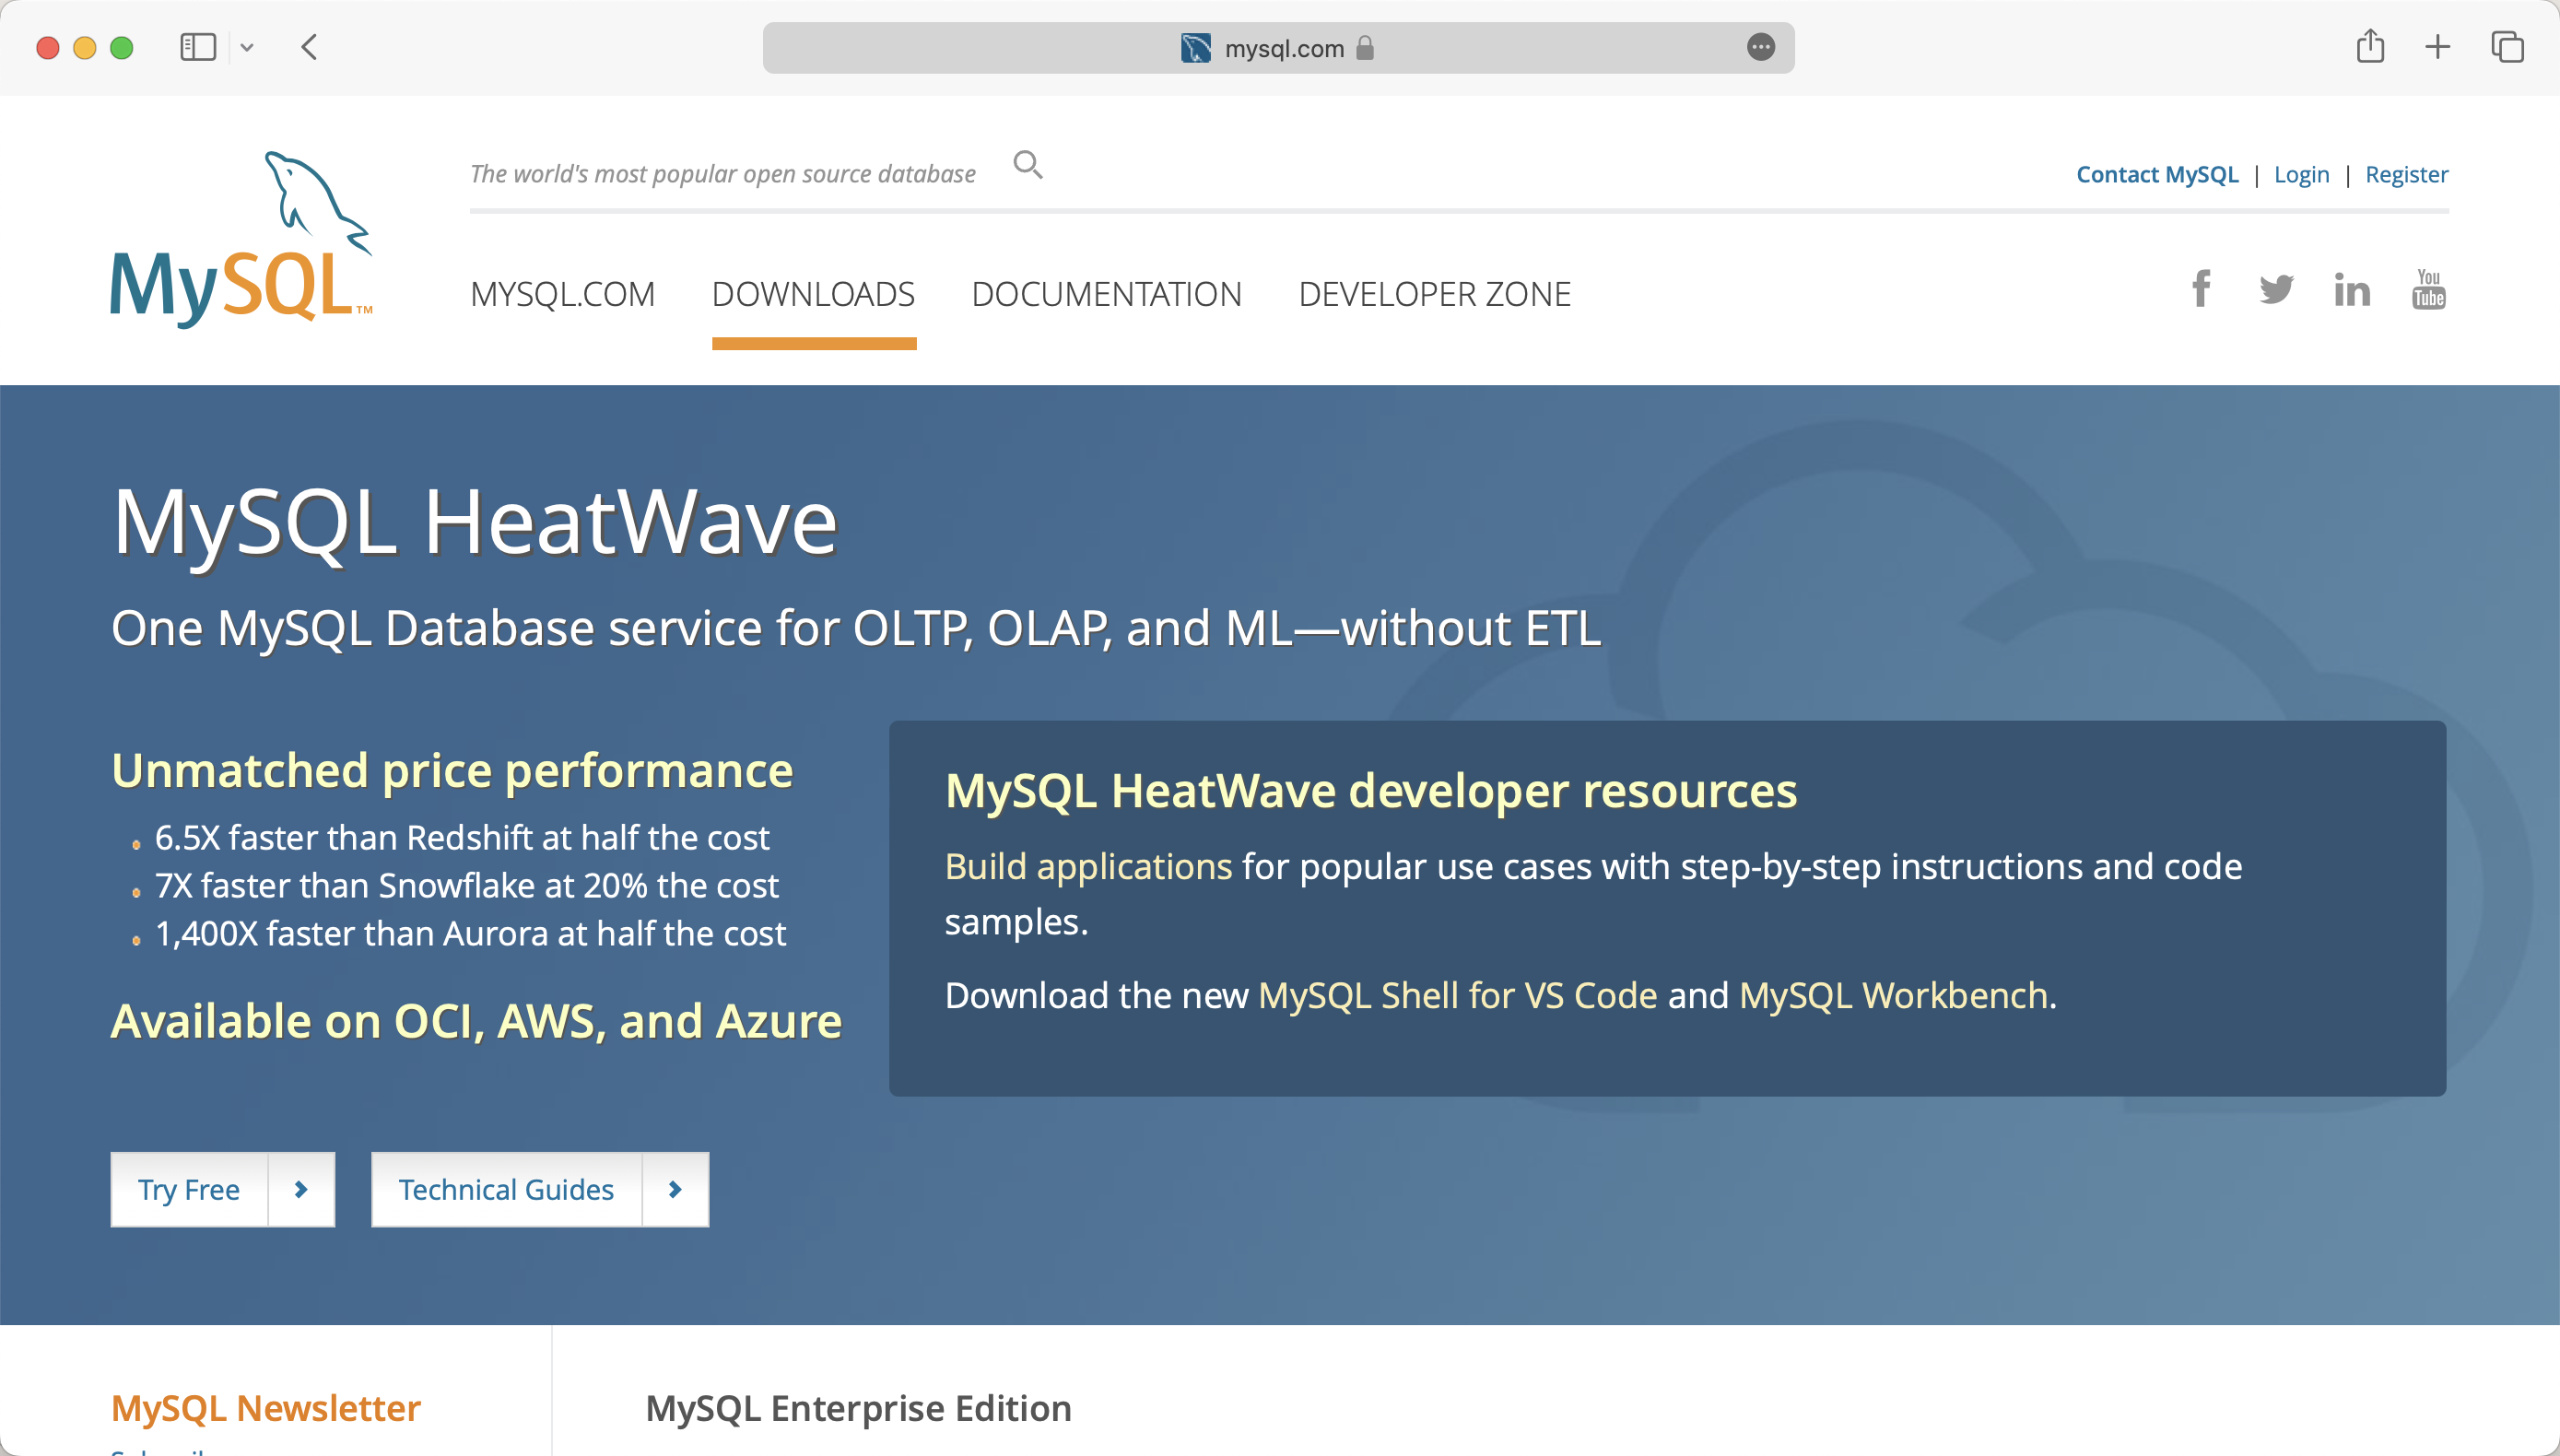 mysql.com
The world's most popular open source database
Contact MySQL | Login | Register
MySQL™
MYSQL.COM DOWNLOADS DOCUMENTATION DEVELOPER ZONE
You
Tube
MySQL HeatWave
One MySQL Database service for OLTP, OLAP, and ML—without ETL
Unmatched price performance
6.5X faster than Redshift at half the cost
7X faster than Snowflake at 20% the cost
1,400X faster than Aurora at half the cost
Available on OCI, AWS, and Azure
MySQL HeatWave developer resources
Build applications for popular use cases with step-by-step instructions and code
samples.
Download the new MySQL Shell for VS Code and MySQL Workbench.
Try Free
Technical Guides
MySQL Newsletter
MySQL Enterprise Edition